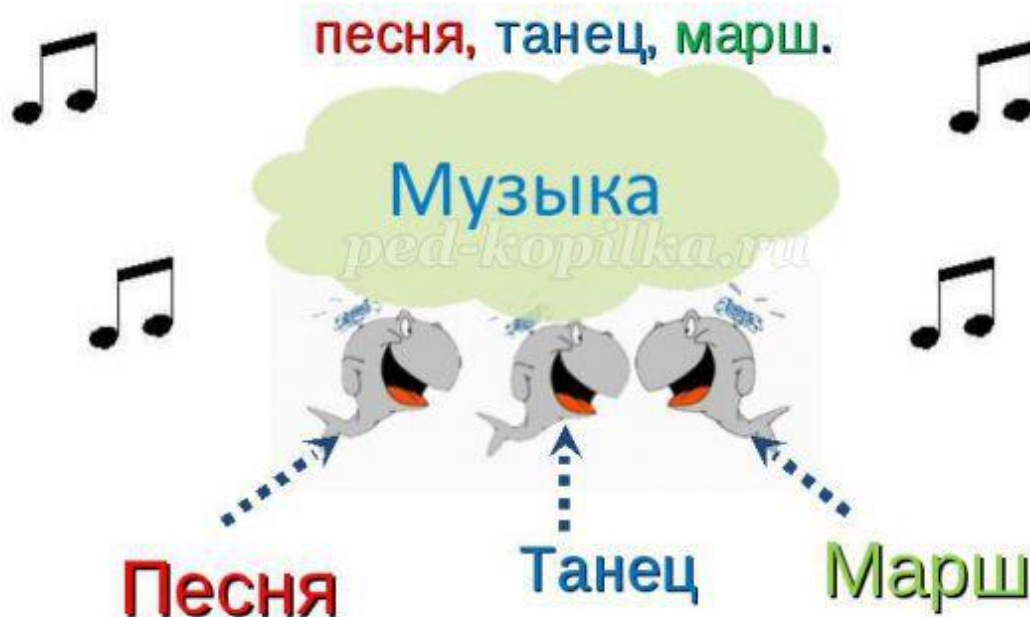 песня, танец, марш.
Музыка
ped-kopilka.ru
Песня Танец Марш